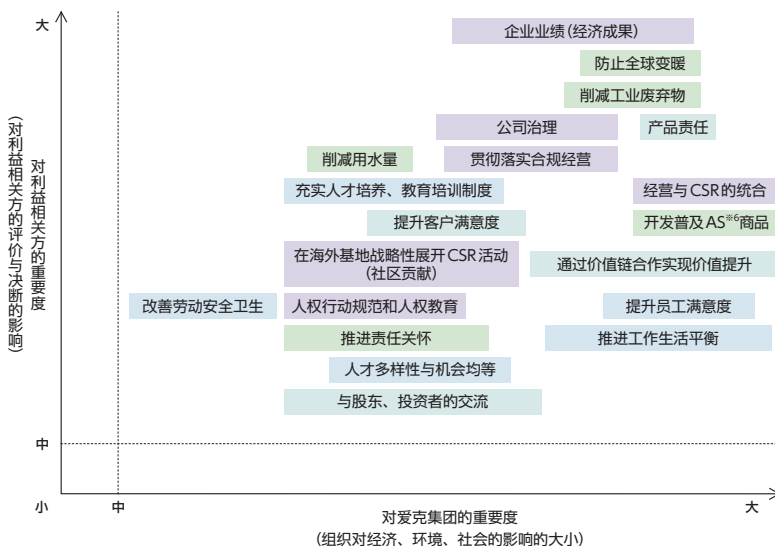 大
企业业绩（经济成果）
防止全球变暖
削减工业废弃物
公司治理
产品责任
削减用水量
贯彻落实合规经营
充实人才培养、教育培训制度
经营与CSR的统合
提升客户满意度
开发普及AS※6商品
在海外基地战略性展开CSR活动
（社区贡献）
通过价值链合作实现价值提升
改善劳动安全卫生
人权行动规范和人权教育
提升员工满意度
推进责任关怀
推进工作生活平衡
人才多样性与机会均等
与股东、投资者的交流
对利益相关方的重要度
（对利益相关方的评价与决断的影响）
中
小
中
大
对爱克集团的重要度
（组织对经济、环境、社会的影响的大小）